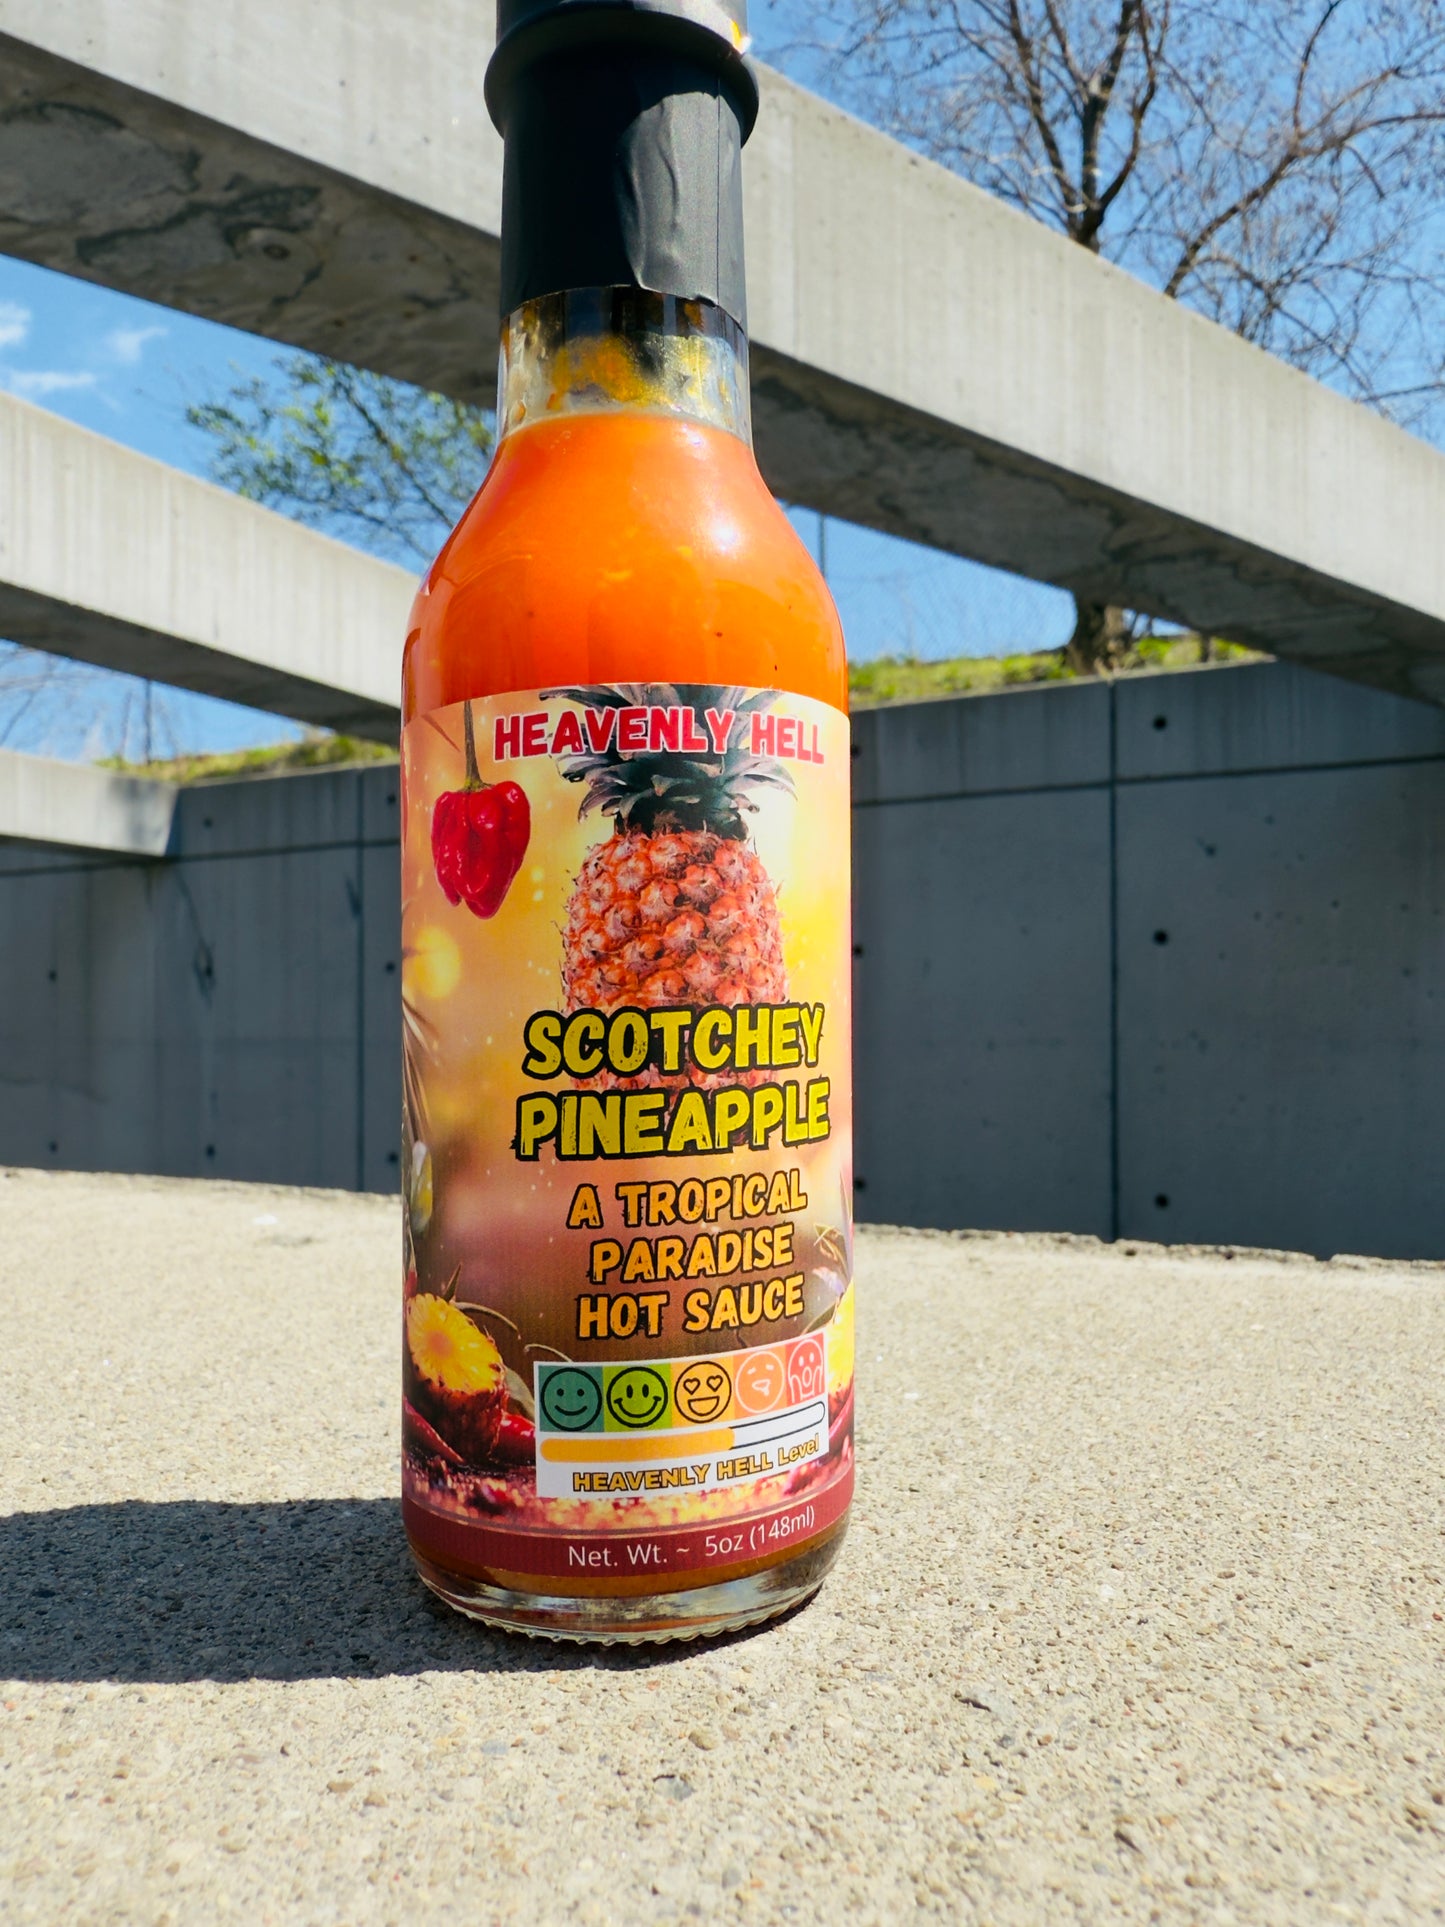 HEAVENLY HELL
SCOTCHEY
PINEAPPLE
A TROPICAL
PARADISE
HOT SAUCE
HEAVENLY HELL Level
Net. Wt. ~ 5oz (148ml)